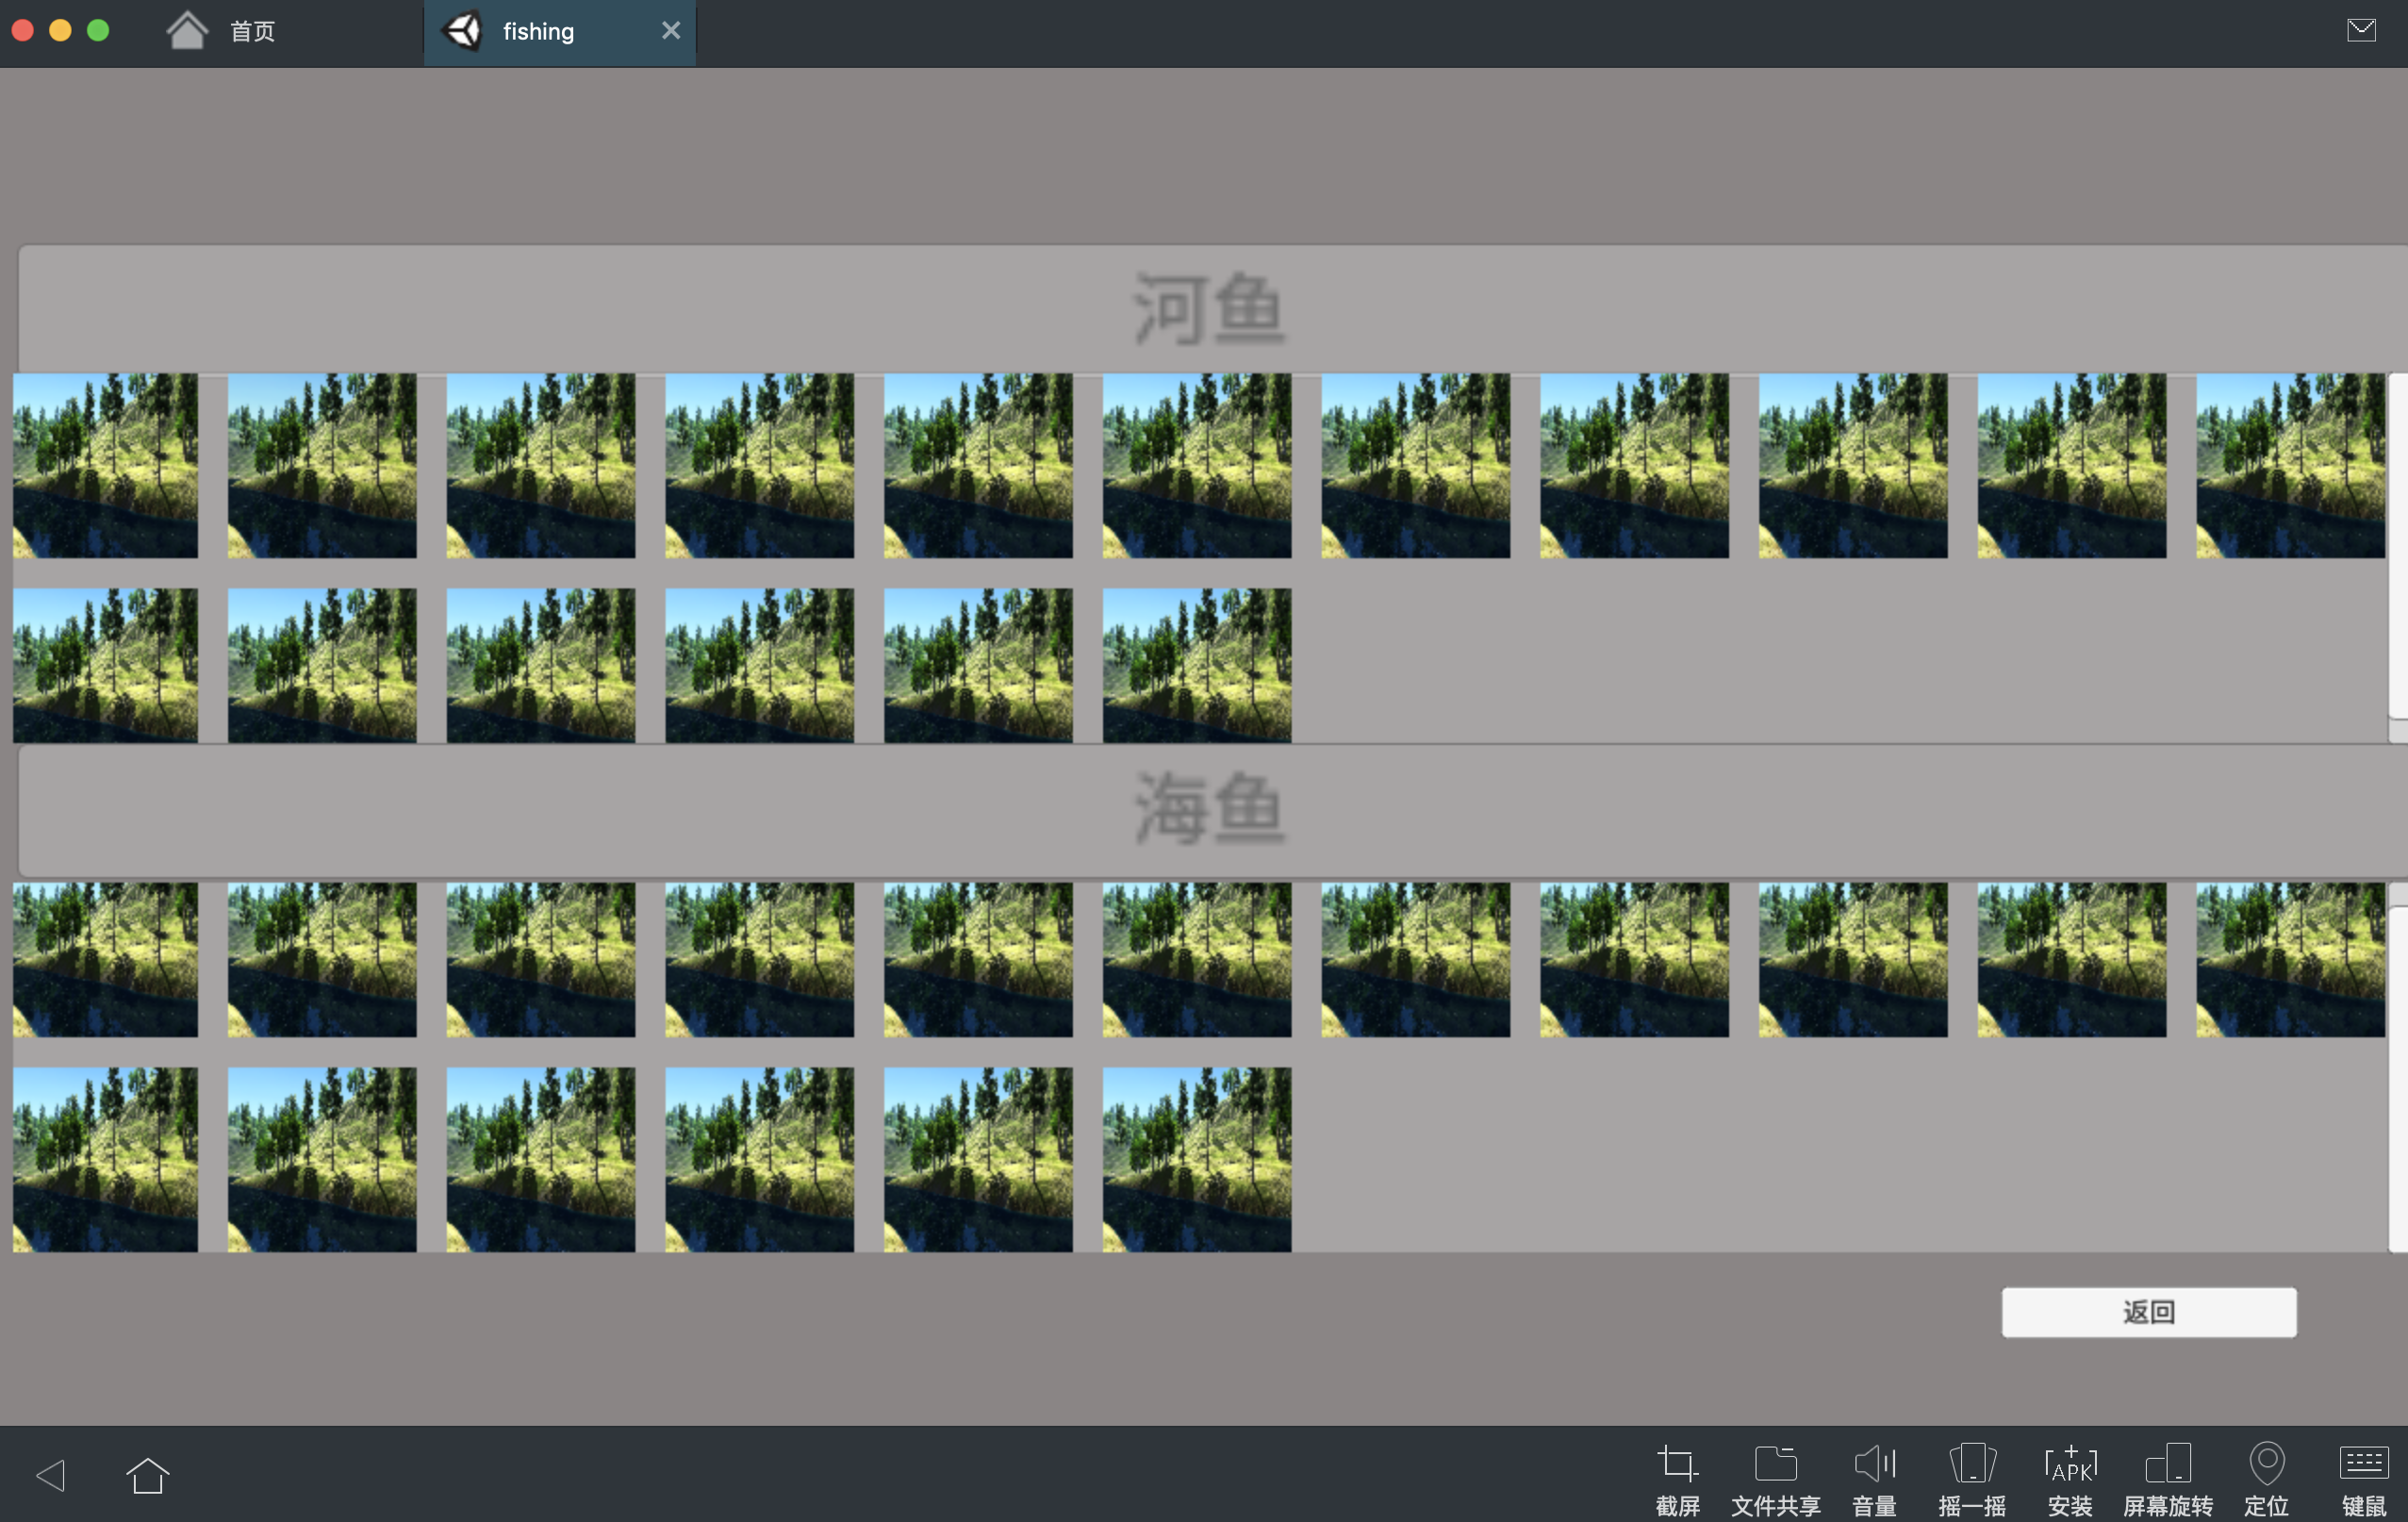 首页
fishing
河鱼
海鱼
返回
截屏
文件共享
音量
摇一摇
APK
安装
屏幕旋转
定位
键鼠